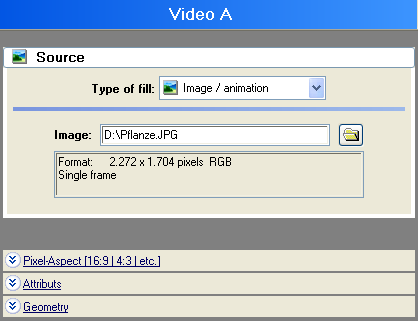 Video A
Source
Type of fill: Image / animation
Image: D:\Pflanze.JPG
Format: 2.272 x 1.704 pixels RGB
Single frame
Pixel-Aspect [16:9 | 4:3 | etc.]
Attributs
Geometry